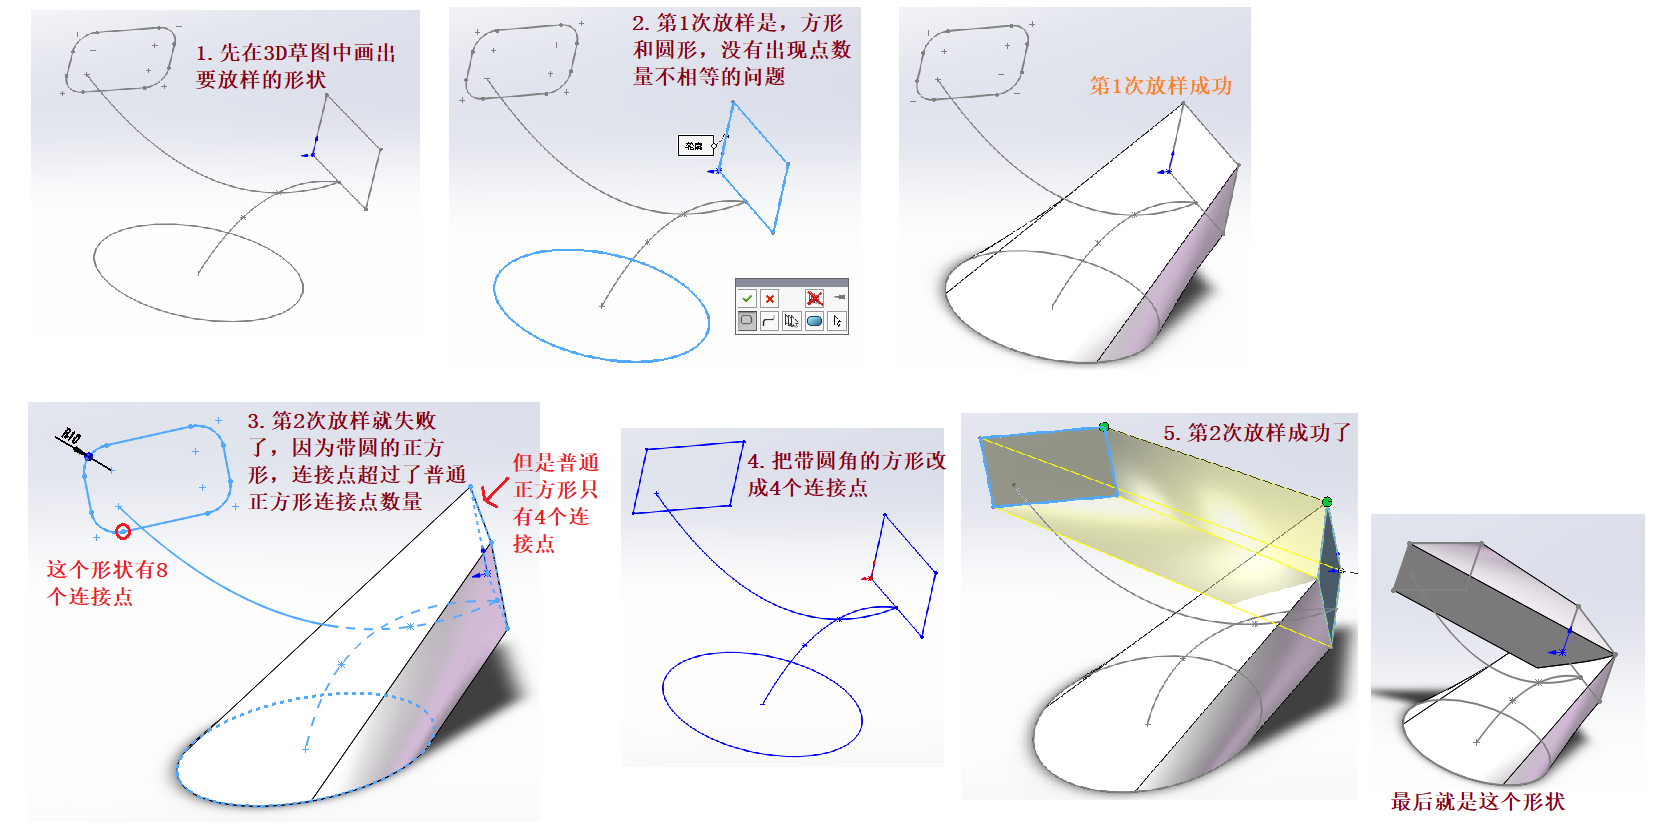 1. 先在3D草图中画出
要放样的形状
2. 第1次放样是，方形
和圆形，没有出现点数
量不相等的问题
轮廓
第1次放样成功
3. 第2次放样就失败
了，因为带圆的正方
形，连接点超过了普通
正方形连接点数量
R10
这个形状有8
个连接点
但是普通
正方形只
有4个连
接点
4. 把带圆角的方形改
成4个连接点
5. 第2次放样成功了
最后就是这个形状